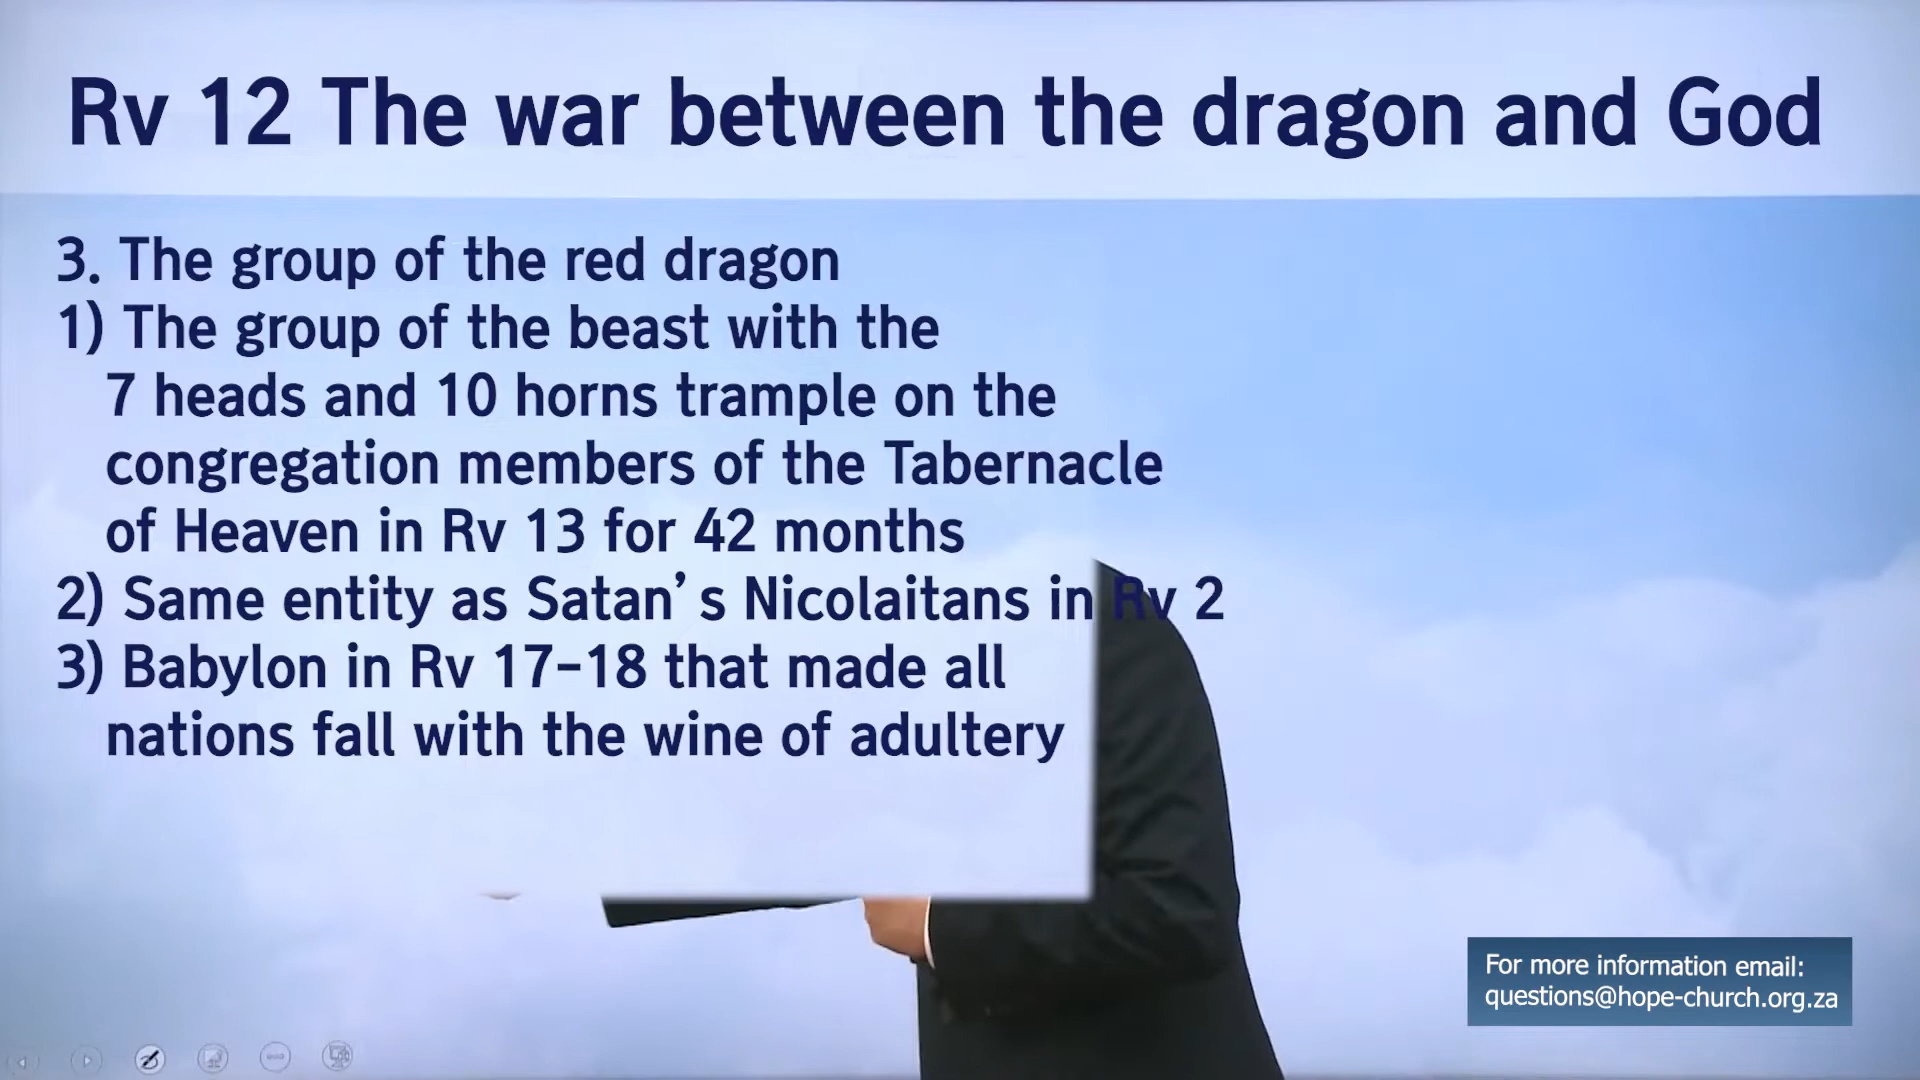 Rv 12 The war between the dragon and God
3. The group of the red dragon
1) The group of the beast with the
7 heads and 10 horns trample on the
congregation members of the Tabernacle
of Heaven in Rv 13 for 42 months
2) Same entity as Satan's Nicolaitans in Rv 2
3) Babylon in Rv 17-18 that made all
nations fall with the wine of adultery
For more information email:
questions@hope-church.org.za